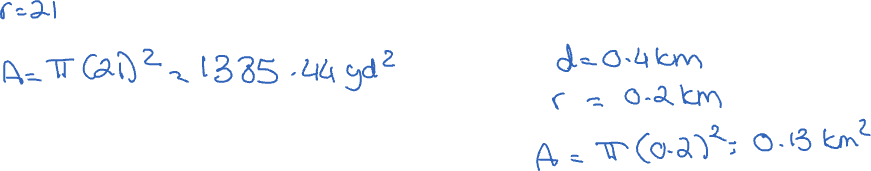 r=21
A=π(21)²=1385.44 yd²
d=0.4km
r = 0.2km
A = π(0.2)²= 0.13 km²